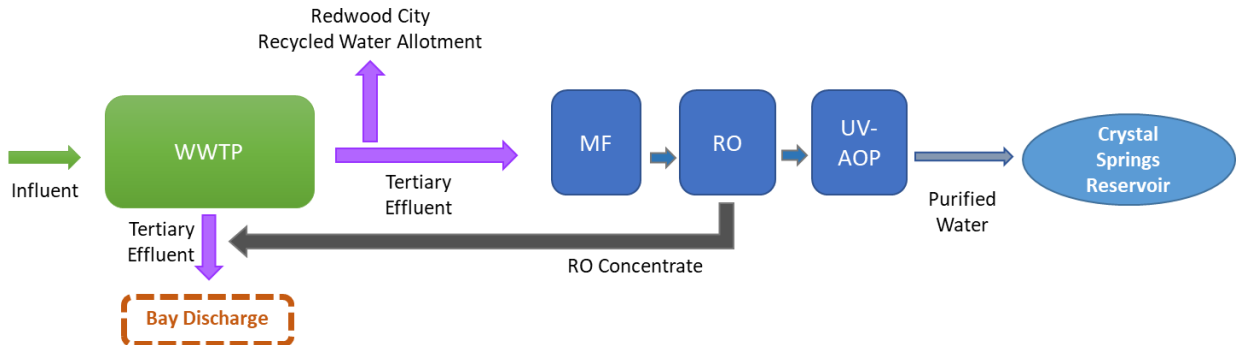 Redwood City
Recycled Water Allotment
Influent
WWTP
Tertiary
Effluent
MF
RO
UV-
AOP
Purified
Water
Crystal
Springs
Reservoir
Tertiary
Effluent
RO Concentrate
Bay Discharge